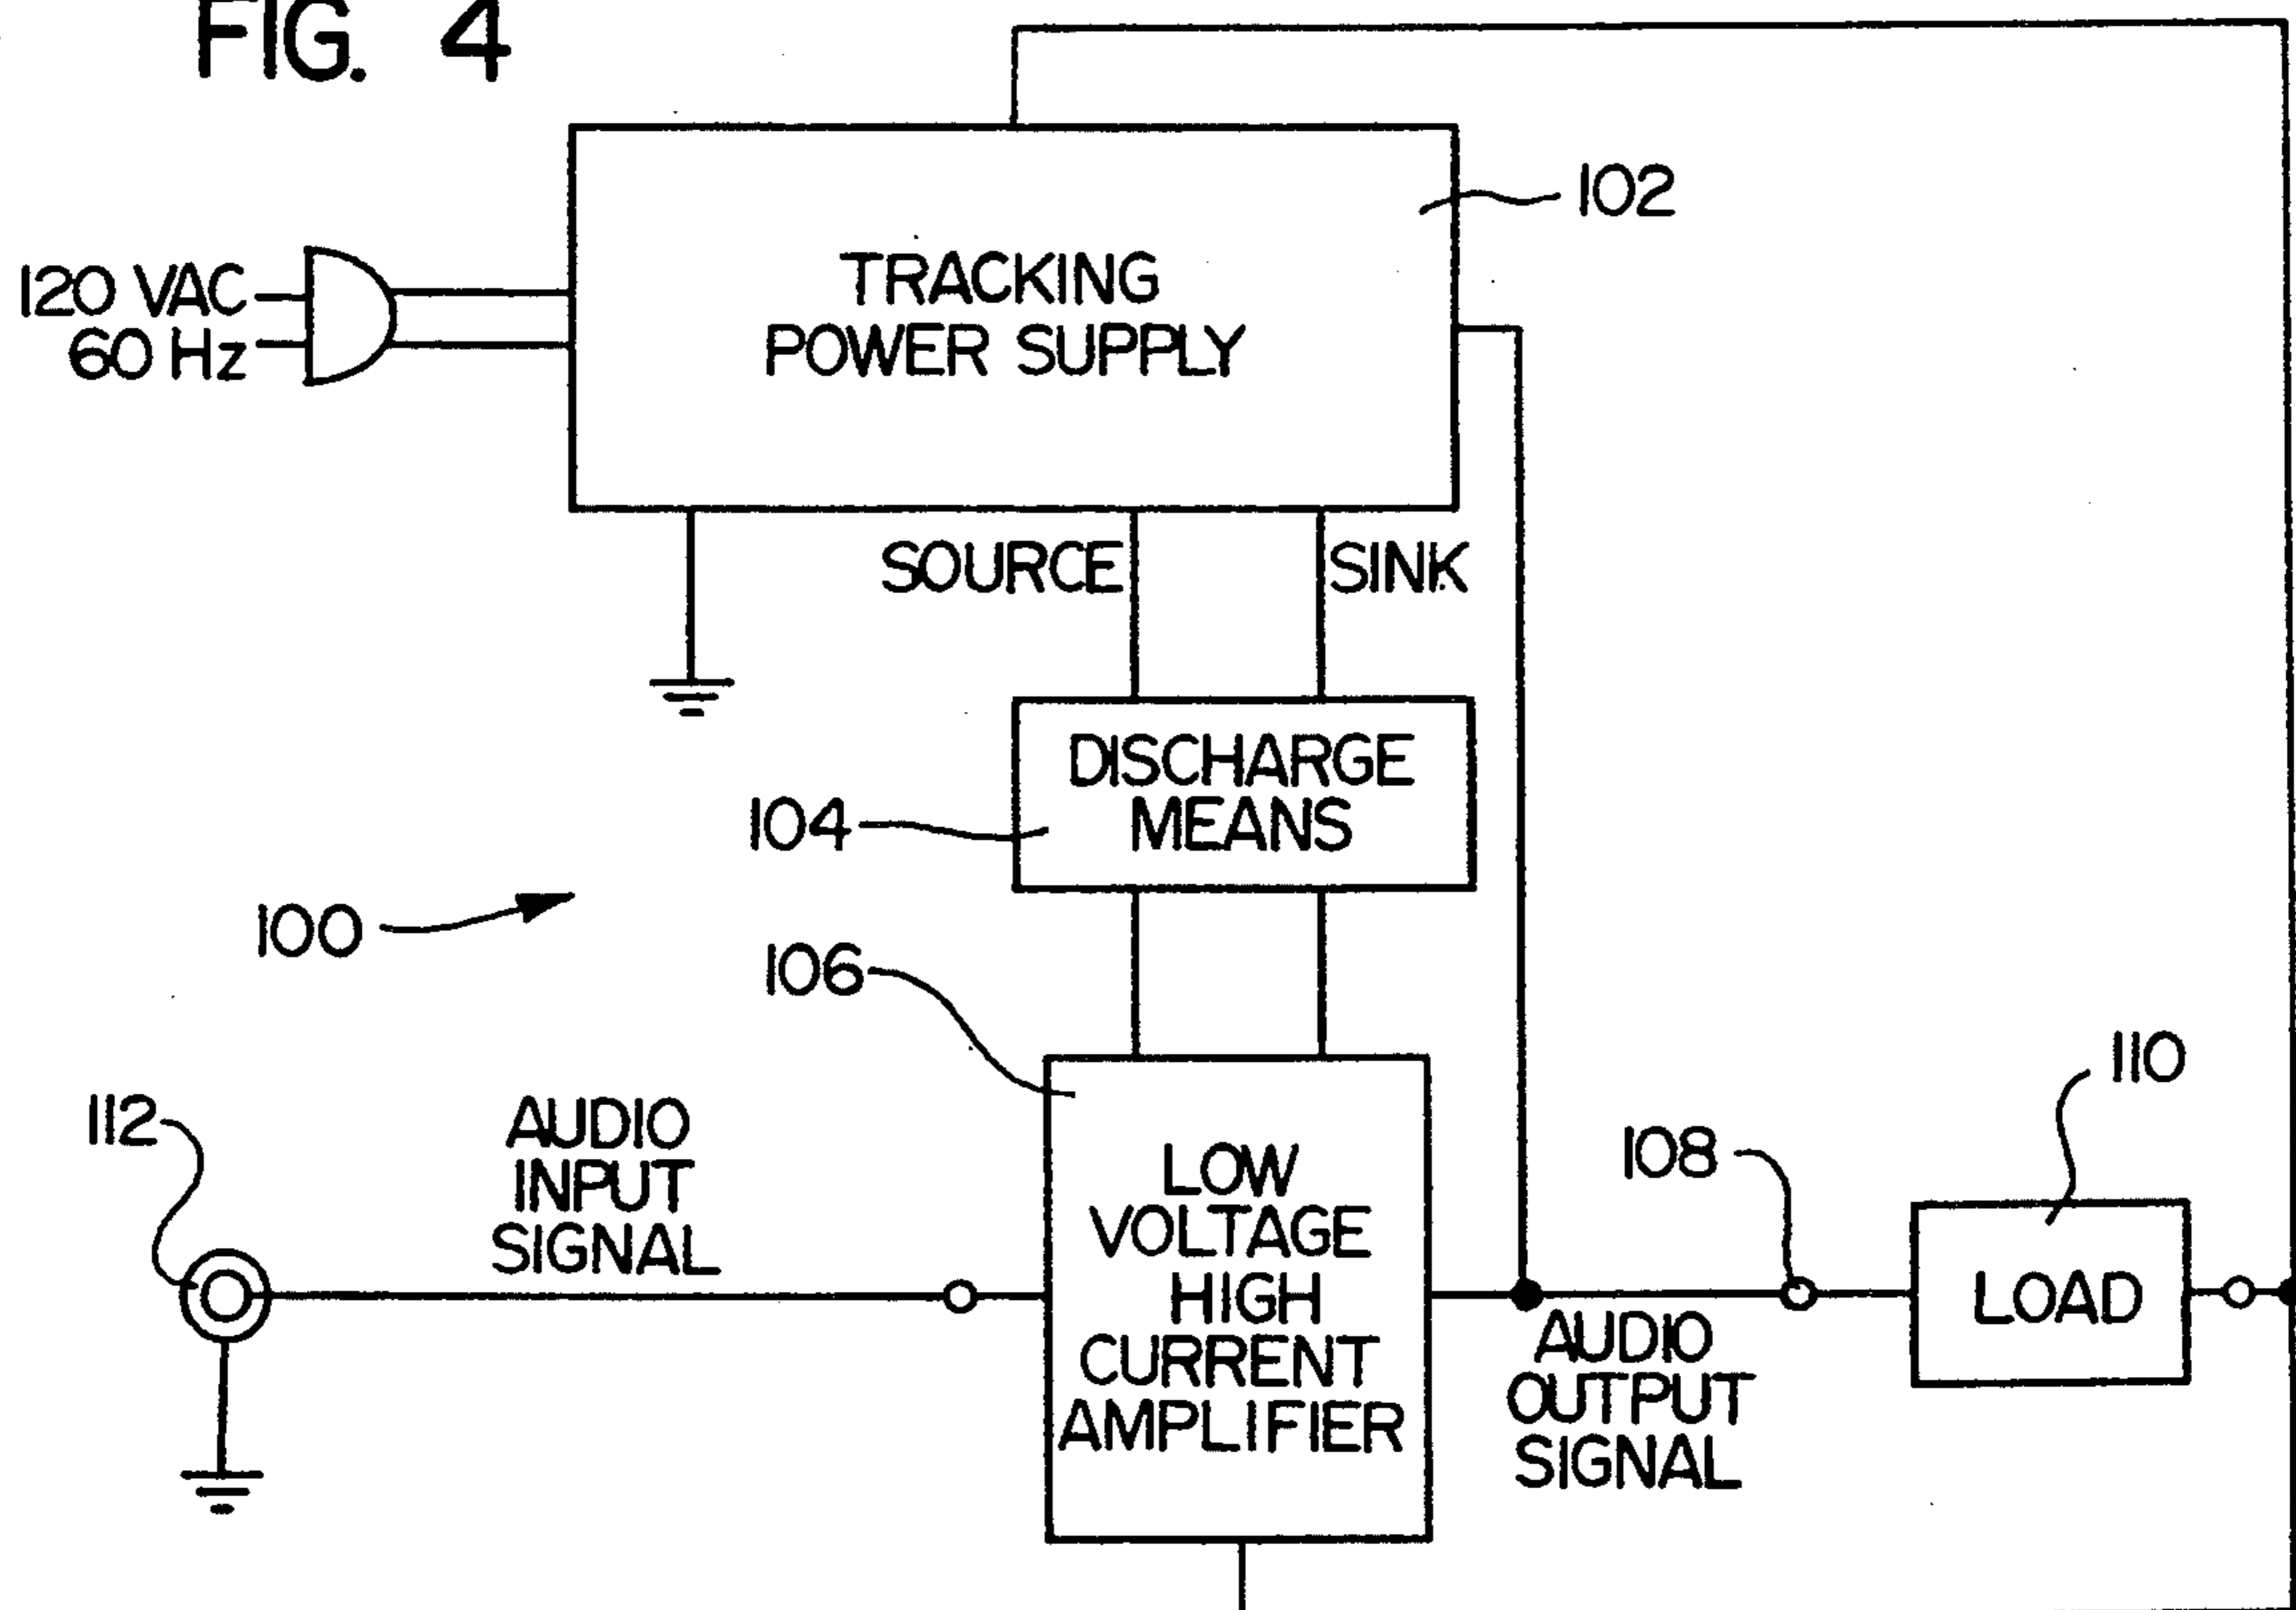 FIG. 4
102
TRACKING
POWER SUPPLY
120 VAC
60 Hz
SOURCE
SINK
DISCHARGE
MEANS
104
100
106
110
112
AUDIO
INPUT
SIGNAL
108
LOW
VOLTAGE
HIGH
CURRENT
AMPLIFIER
LOAD
AUDIO
OUTPUT
SIGNAL